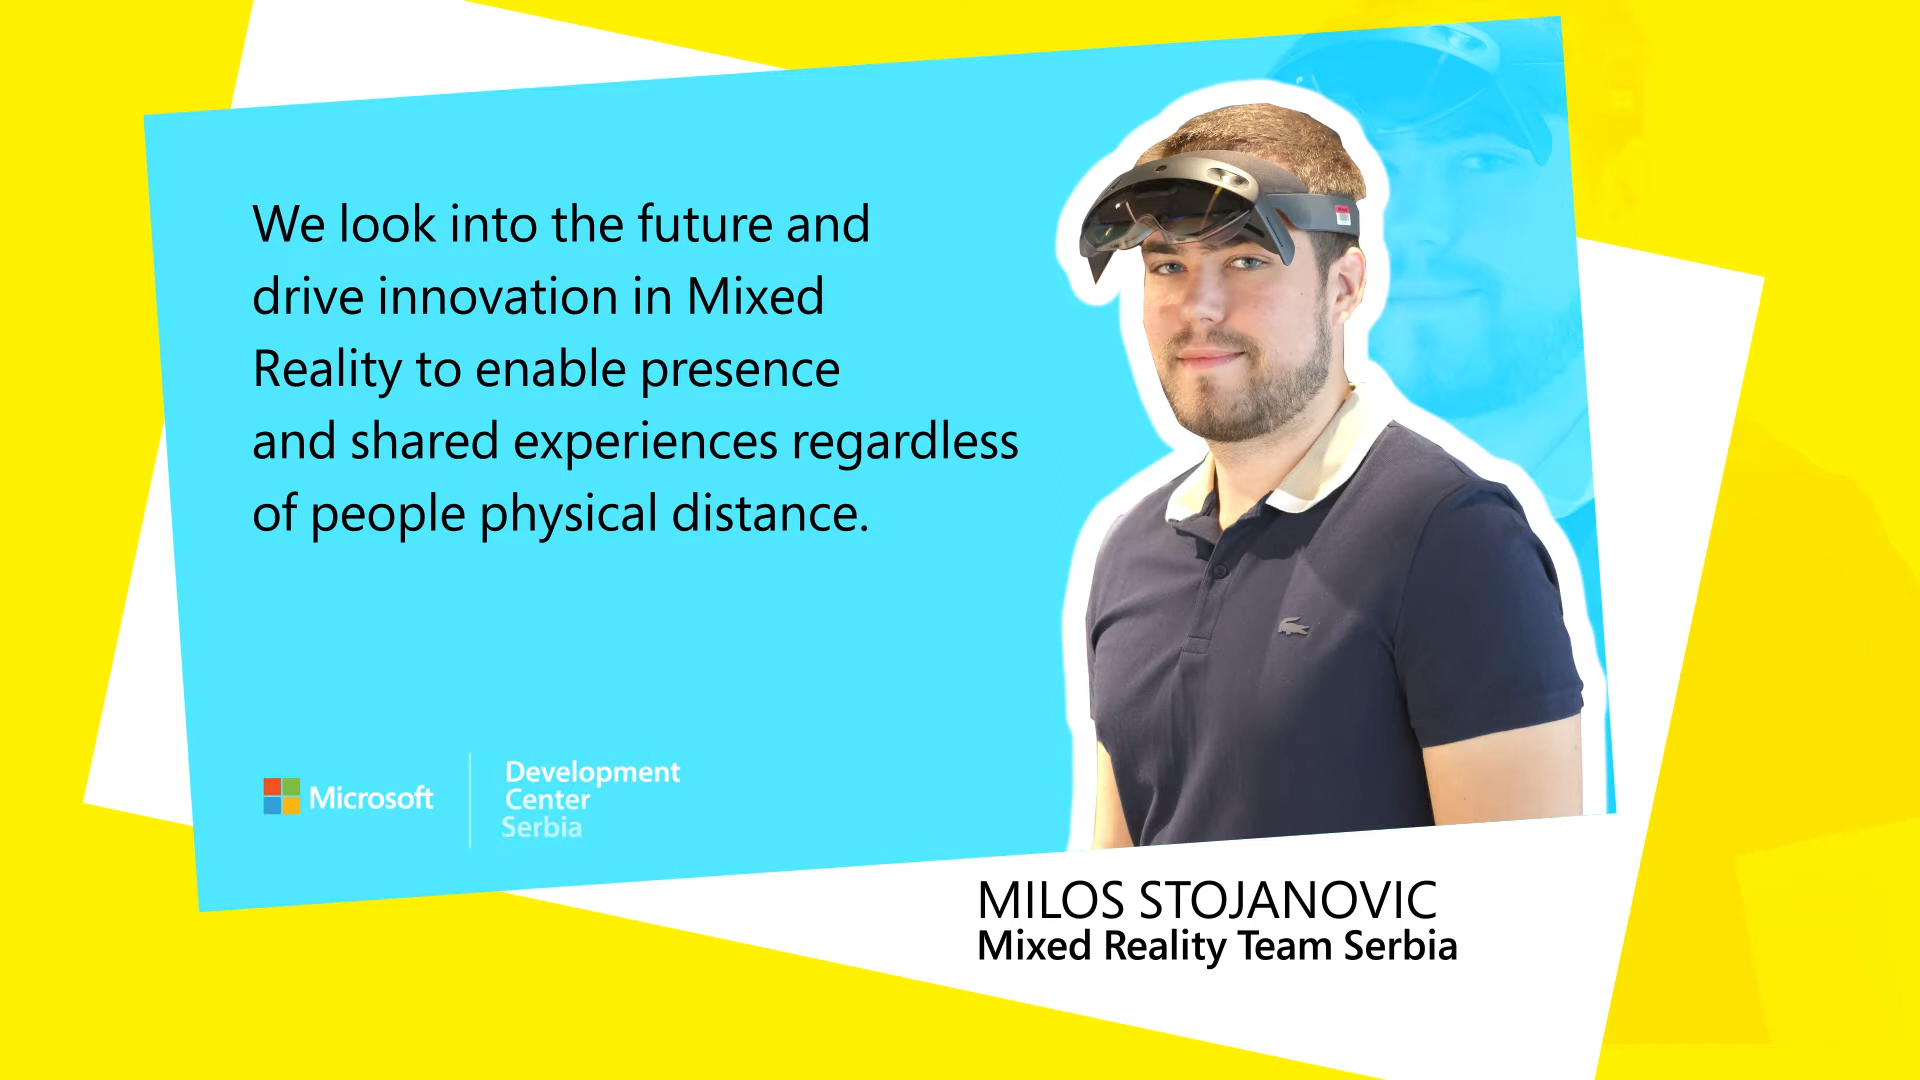 We look into the future and
drive innovation in Mixed
Reality to enable presence
and shared experiences regardless
of people physical distance.
Microsoft
Development
Center
Serbia
MILOS STOJANOVIC
Mixed Reality Team Serbia